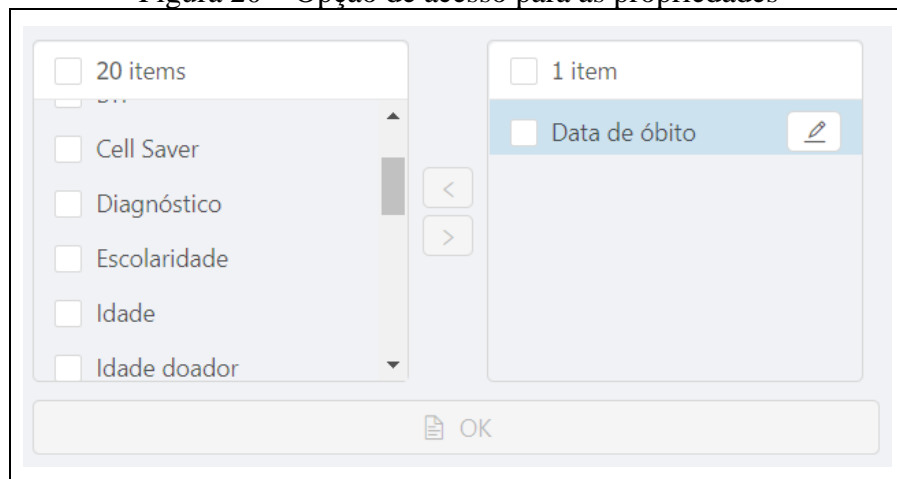 Figura 20 – Opção de acesso para as propriedades
20 items
Cell Saver
Diagnóstico
Escolaridade
Idade
Idade doador
1 item
Data de óbito
<
>
OK